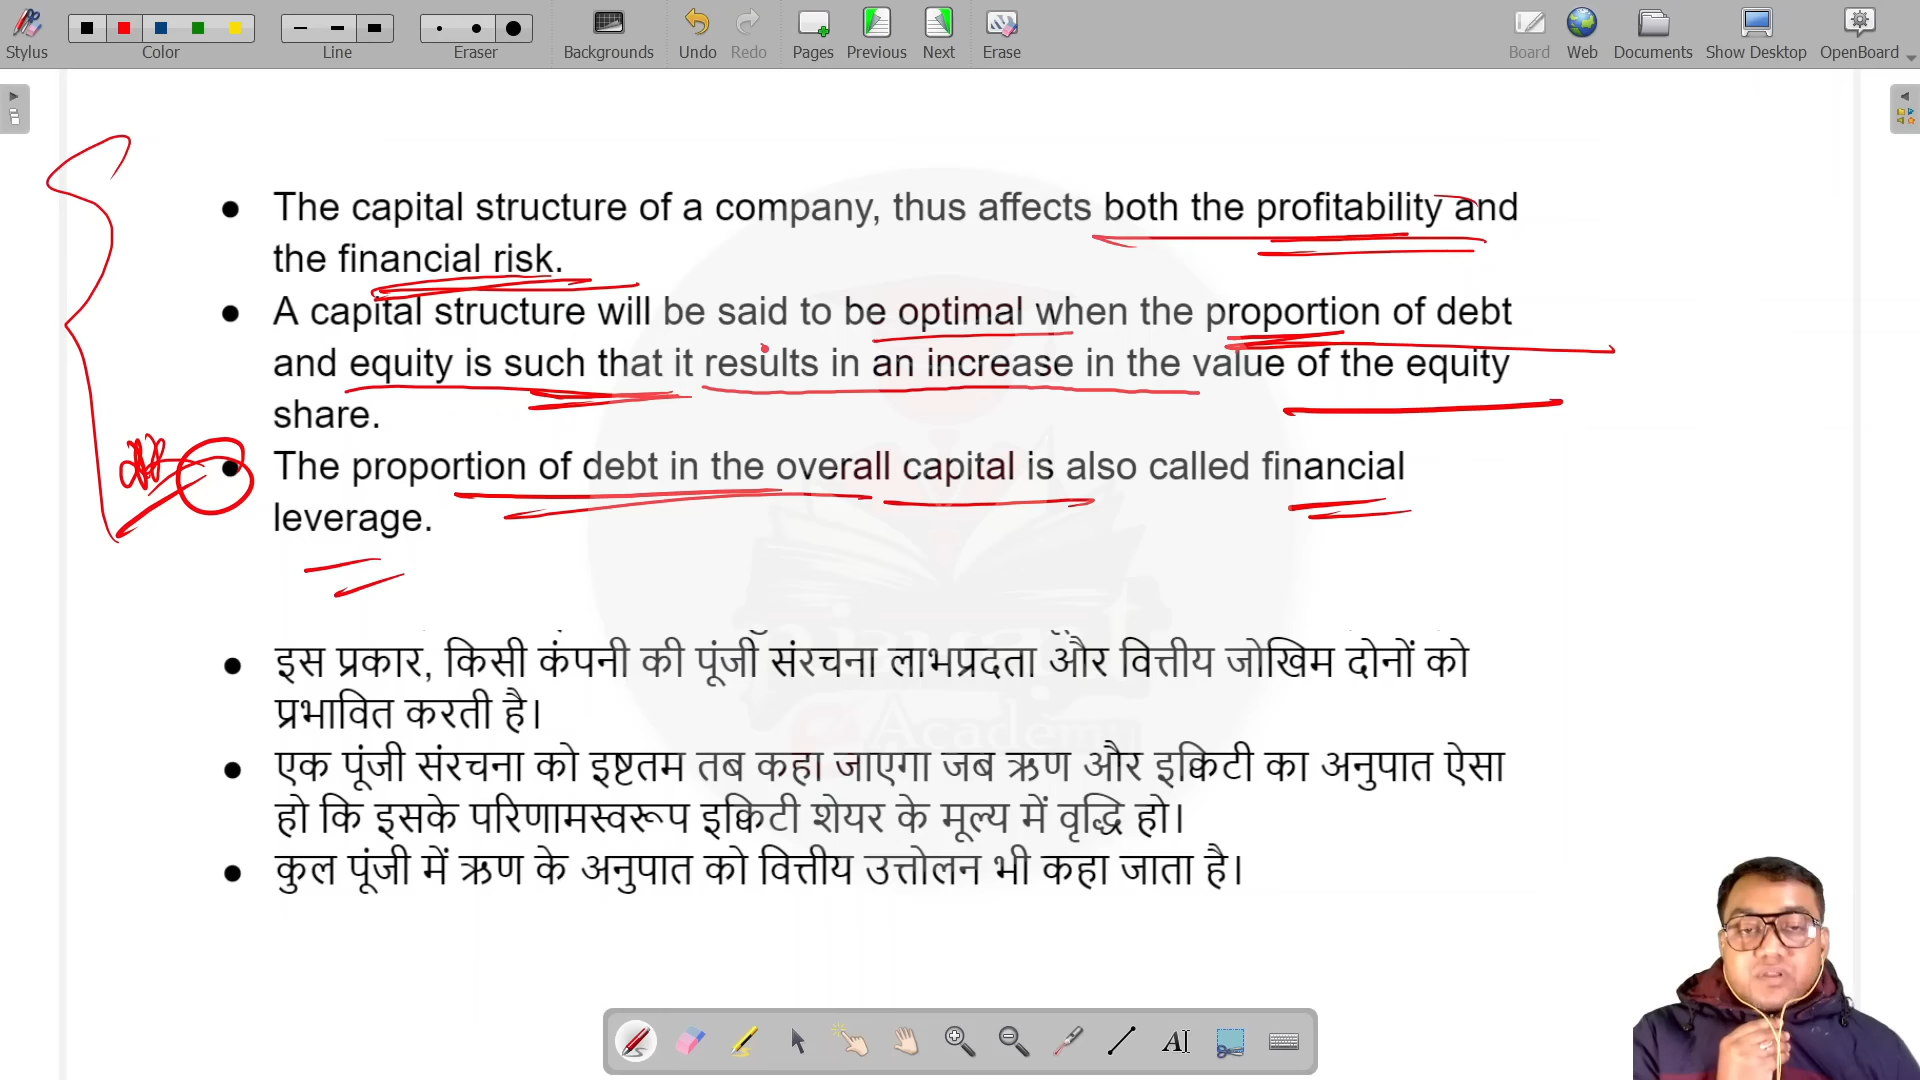 Stylus
Color
Line
Eraser
Backgrounds
Undo
Redo
Pages
Previous
Next
Erase
Board
Web
Documents
Show Desktop
OpenBoard
● The capital structure of a company, thus affects both the profitability and
the financial risk.
● A capital structure will be said to be optimal when the proportion of debt
and equity is such that it results in an increase in the value of the equity
share.
● The proportion of debt in the overall capital is also called financial
leverage.
● इस प्रकार, किसी कंपनी की पूंजी संरचना लाभप्रदता और वित्तीय जोखिम दोनों को
प्रभावित करती है।
● एक पूंजी संरचना को इष्टतम तब कहा जाएगा जब ऋण और इक्विटी का अनुपात ऐसा
हो कि इसके परिणामस्वरूप इक्विटी शेयर के मूल्य में वृद्धि हो।
● कुल पूंजी में ऋण के अनुपात को वित्तीय उत्तोलन भी कहा जाता है।
Academ